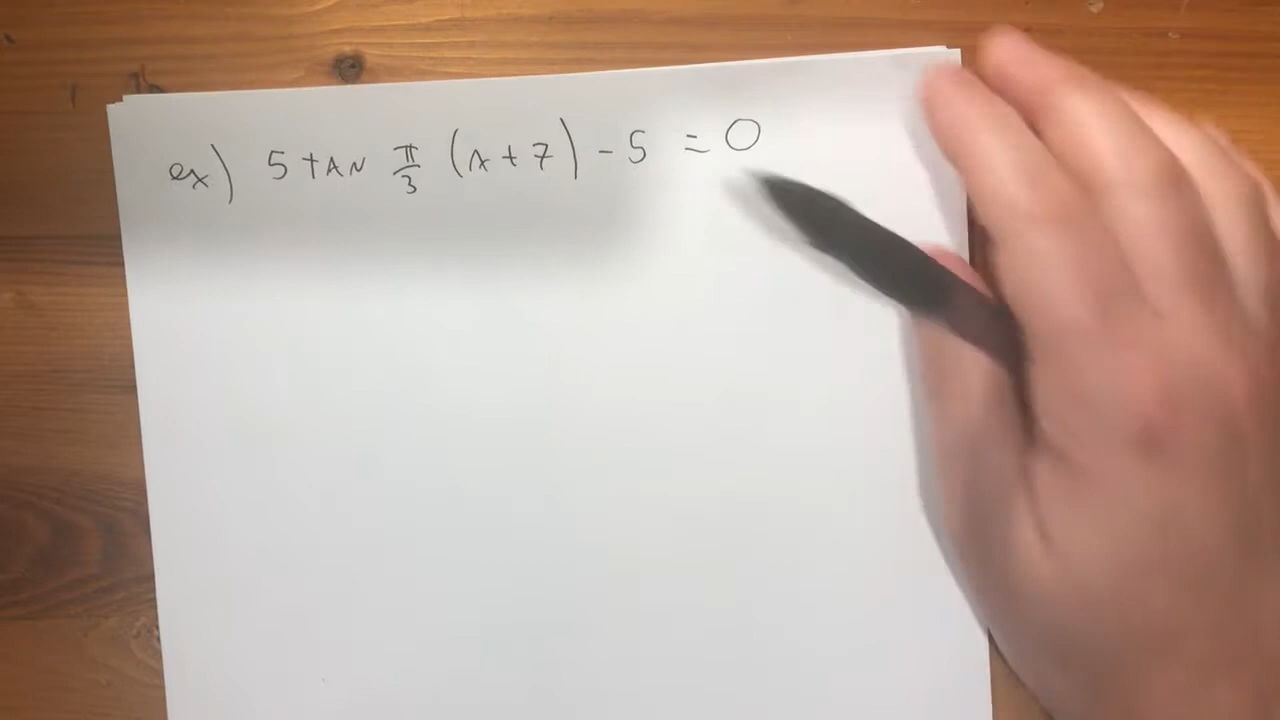 ex) 5 tan π/3 (x+7) - 5 = 0